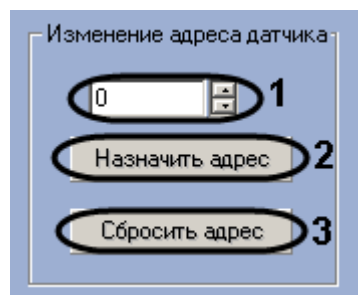 Изменение адреса датчика
0 1
Назначить адрес 2
Сбросить адрес 3